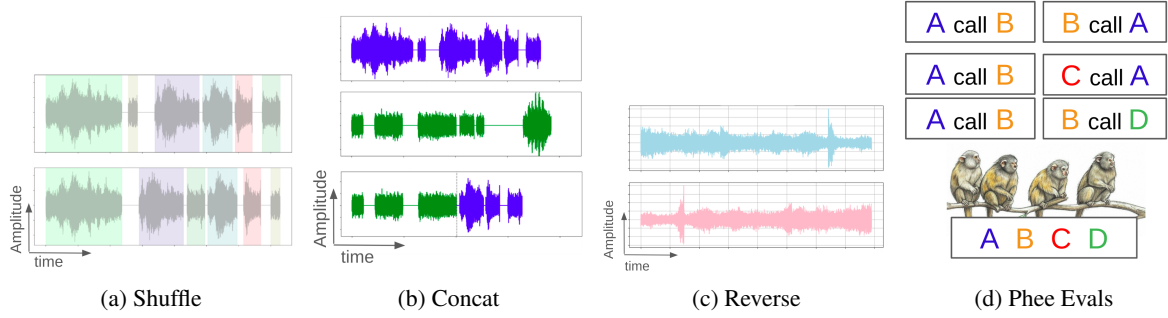 Amplitude
time
(a) Shuffle
Amplitude
time
(b) Concat
Amplitude
time
(c) Reverse
A call B
B call A
A call B
C call A
A call B
B call D
A B C D
(d) Phee Evals